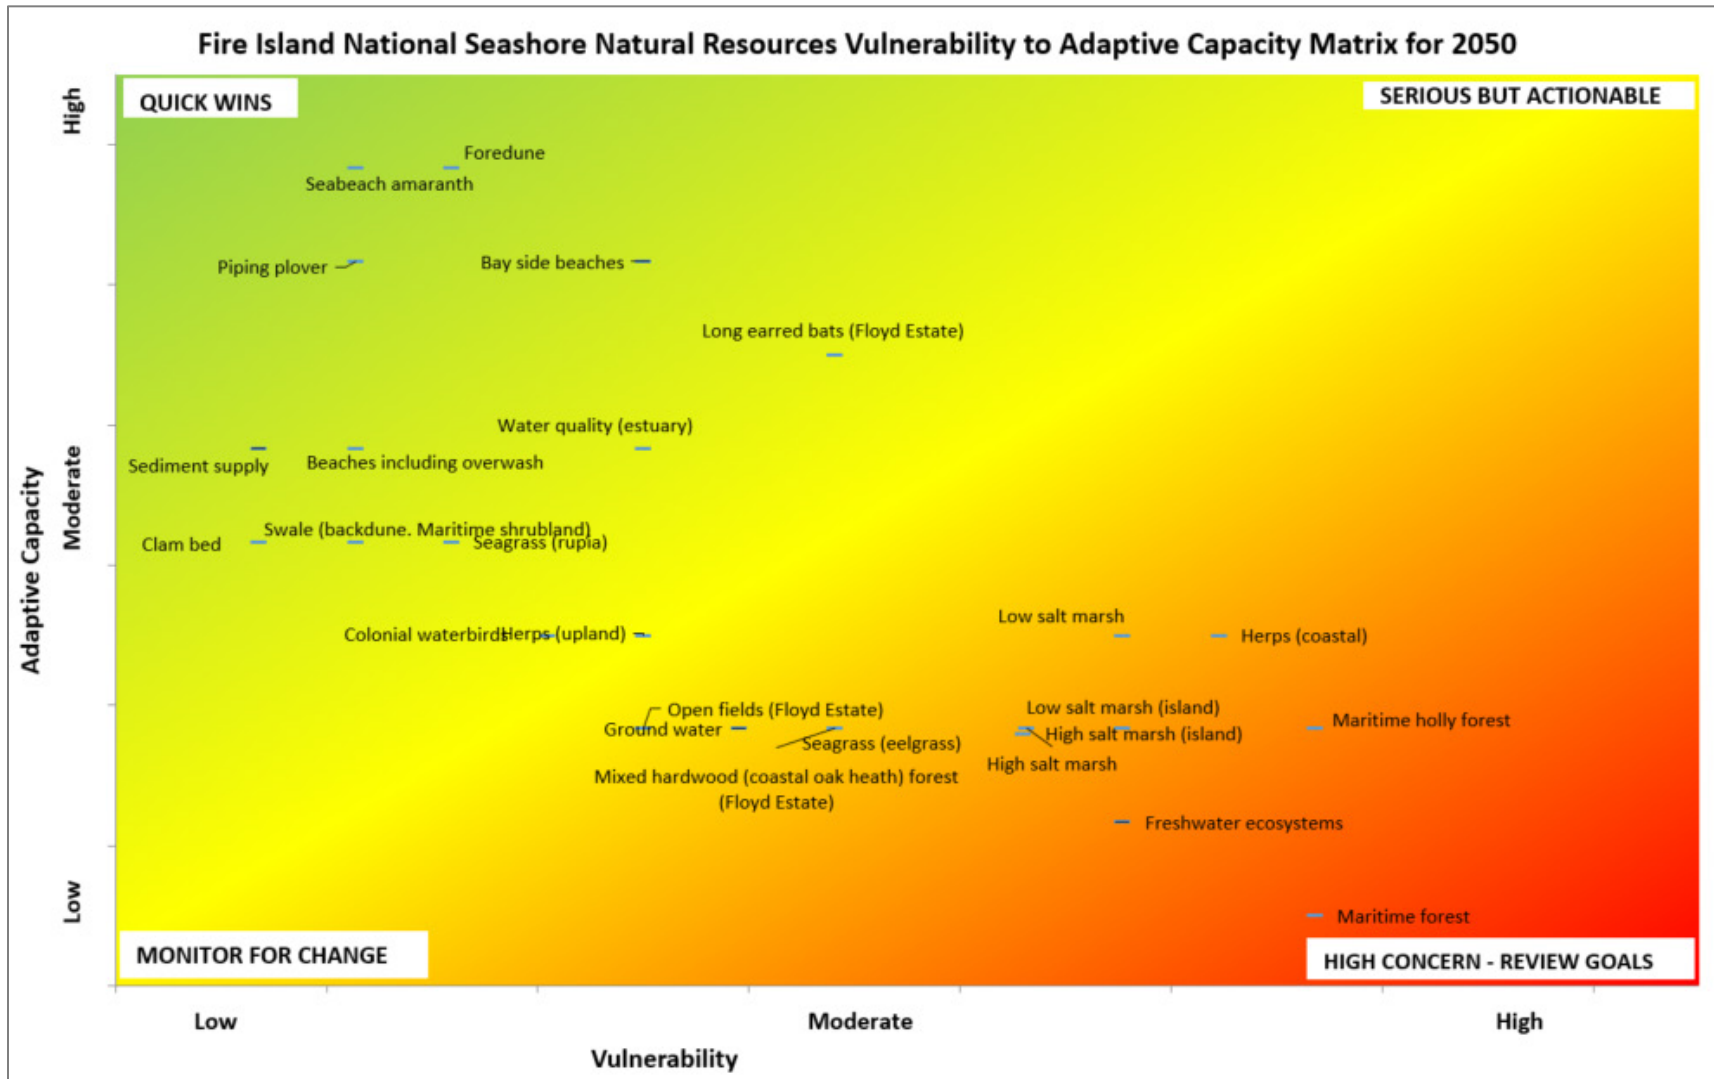 Fire Island National Seashore Natural Resources Vulnerability to Adaptive Capacity Matrix for 2050
QUICK WINS
SERIOUS BUT ACTIONABLE
High
Foredune
Seabeach amaranth
Piping plover
Bay side beaches
Long earred bats (Floyd Estate)
Water quality (estuary)
Sediment supply
Beaches including overwash
Moderate
Adaptive Capacity
Swale (backdune. Maritime shrubland)
Clam bed
Seagrass (rupia)
Low salt marsh
Colonial waterbirds
Herps (upland)
Herps (coastal)
Open fields (Floyd Estate)
Low salt marsh (island)
Maritime holly forest
Ground water
High salt marsh (island)
Seagrass (eelgrass)
High salt marsh
Mixed hardwood (coastal oak heath) forest
(Floyd Estate)
Freshwater ecosystems
Low
Maritime forest
MONITOR FOR CHANGE
HIGH CONCERN - REVIEW GOALS
Low
Moderate
High
Vulnerability